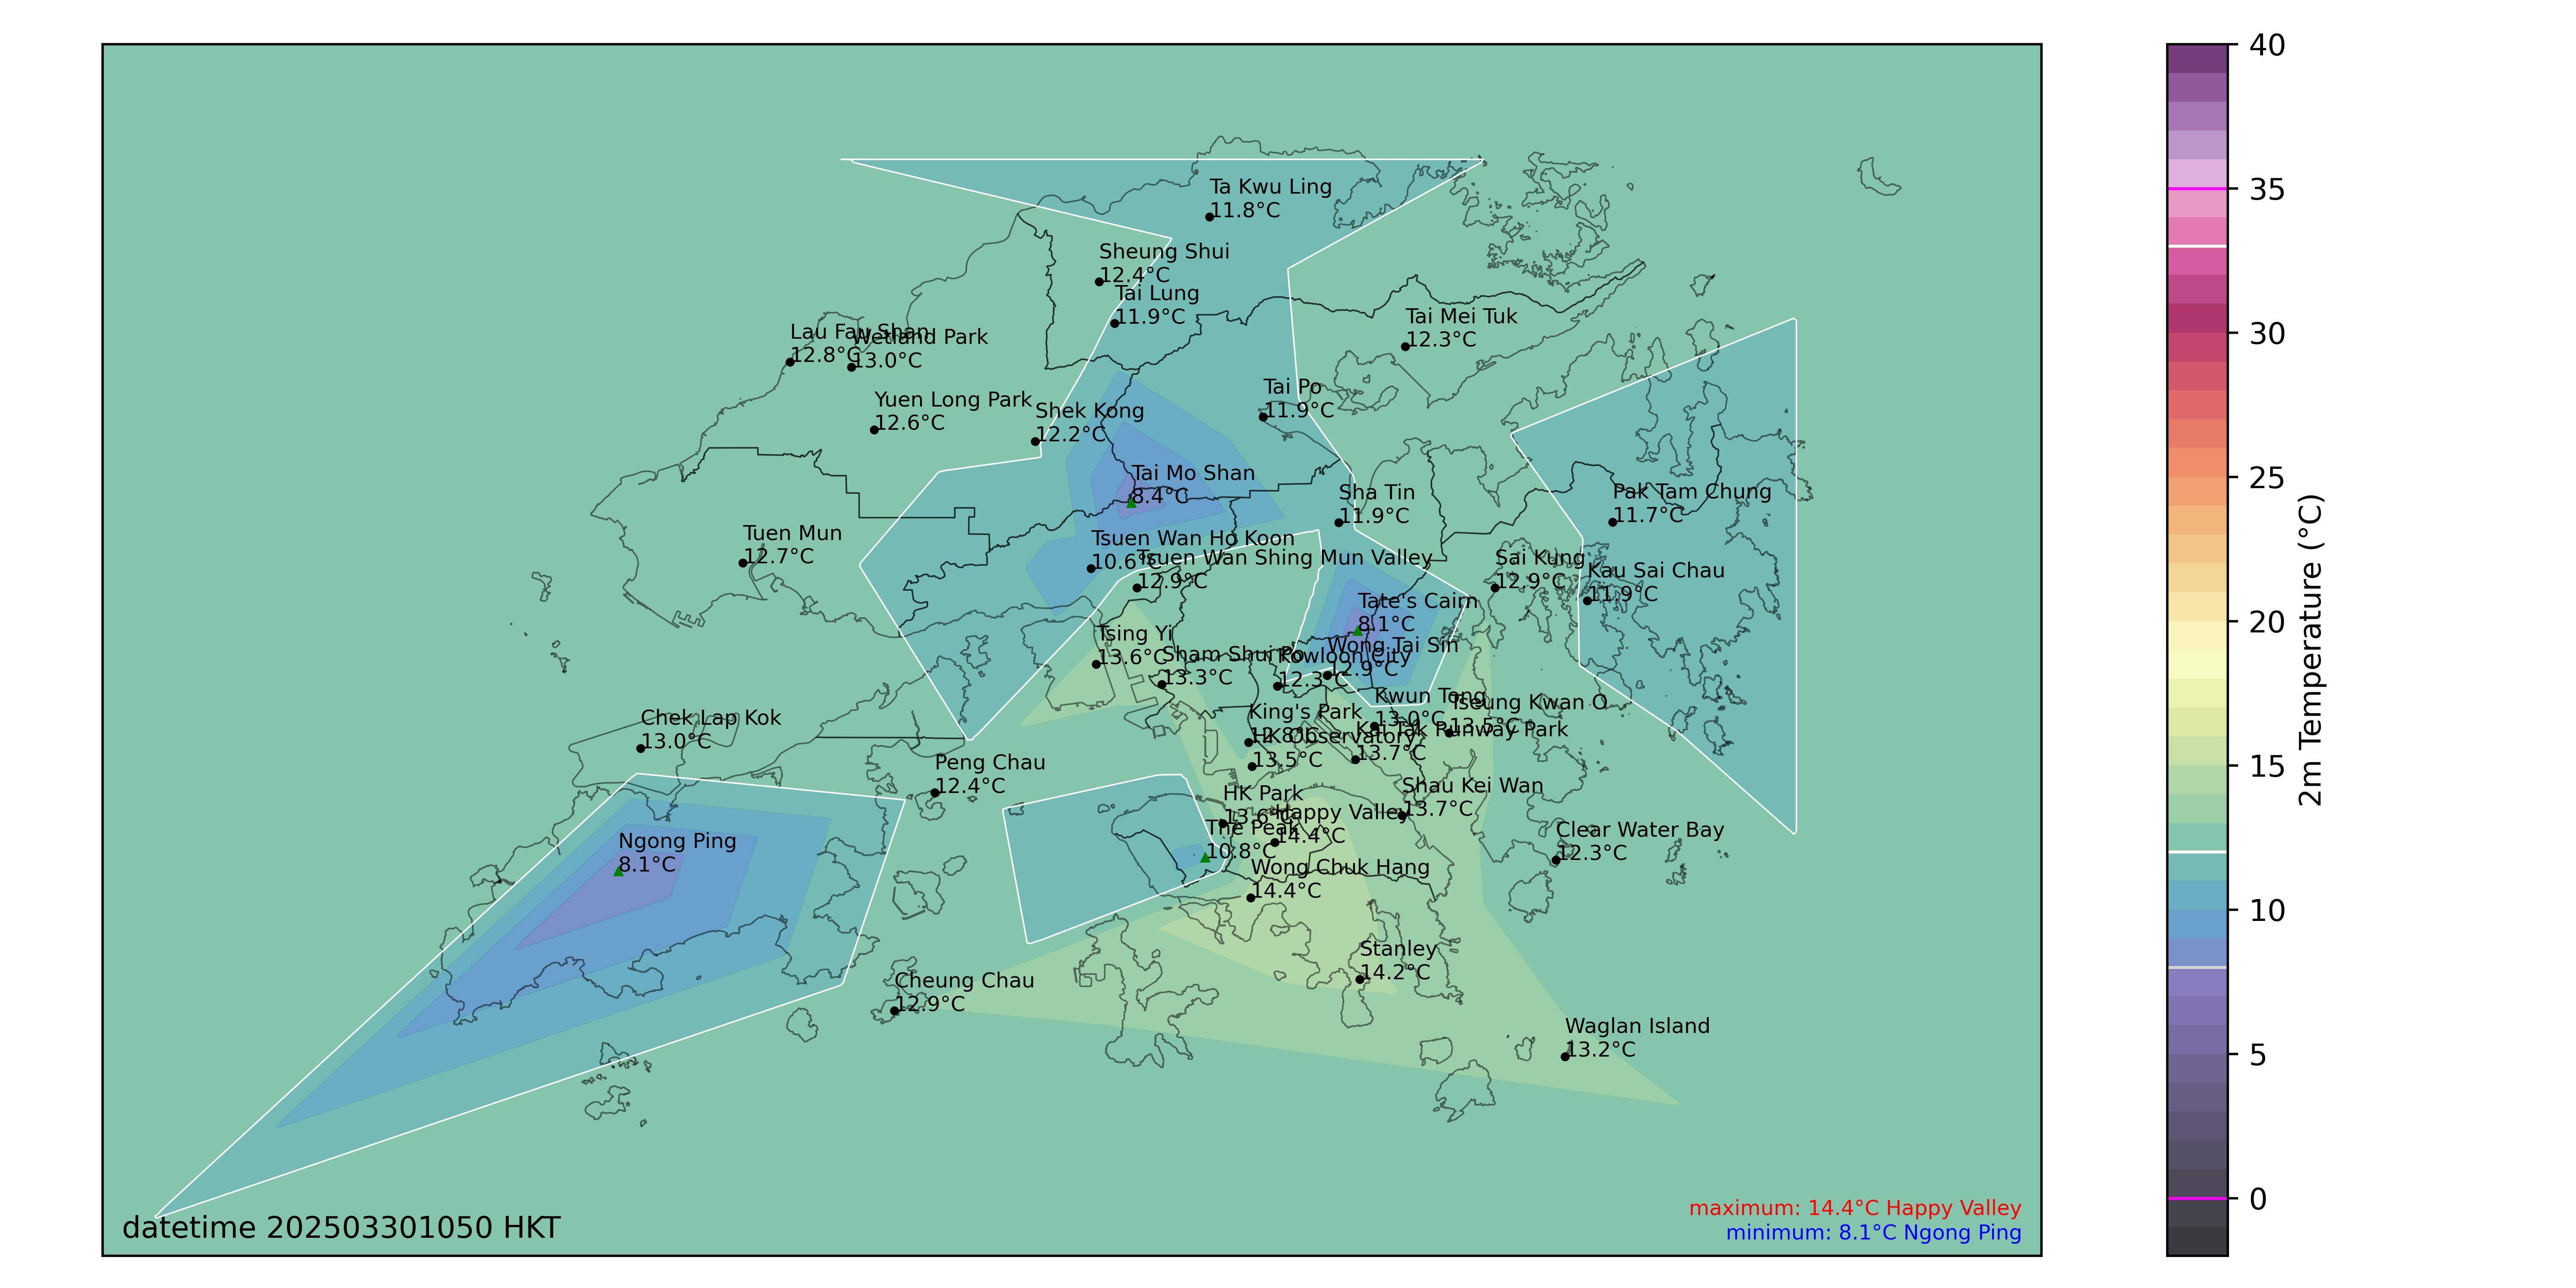 Ta Kwu Ling
11.8°C
Sheung Shui
12.4°C
Tai Lung
11.9°C
Tai Mei Tuk
12.3°C
Lau Fau Shan
12.8°C
Wetland Park
13.0°C
Yuen Long Park
12.6°C
Shek Kong
12.2°C
Tai Po
11.9°C
Tai Mo Shan
8.4°C
Sha Tin
11.9°C
Pak Tam Chung
11.7°C
Tuen Mun
12.7°C
Tsuen Wan Ho Koon
10.6°C
Tsuen Wan Shing Mun Valley
12.9°C
Sai Kung
12.9°C
Kau Sai Chau
11.9°C
Tate's Cairn
8.1°C
Tsing Yi
13.6°C
Sham Shui Po
13.3°C
Kowloon City
12.3°C
Wong Tai Sin
12.9°C
Kwun Tong
13.0°C
Tseung Kwan O
13.5°C
Chek Lap Kok
13.0°C
King's Park
12.8°C
HK Observatory
13.5°C
Kai Tak Runway Park
13.7°C
Peng Chau
12.4°C
Shau Kei Wan
13.7°C
HK Park
13.6°C
Happy Valley
14.4°C
The Peak
10.8°C
Clear Water Bay
12.3°C
Ngong Ping
8.1°C
Wong Chuk Hang
14.4°C
Stanley
14.2°C
Cheung Chau
12.9°C
Waglan Island
13.2°C
datetime 202503301050 HKT
maximum: 14.4°C Happy Valley
minimum: 8.1°C Ngong Ping
40
35
30
25
20
15
10
5
0
2m Temperature (°C)